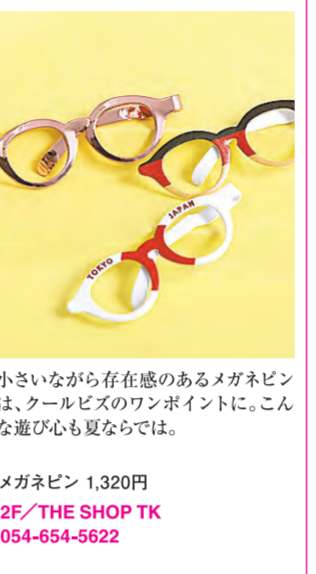 JAPAN
TOKYO
小さいながら存在感のあるメガネピン
は、クールビズのワンポイントに。こん
な遊び心も夏ならでは。
メガネピン 1,320円
2F／THE SHOP TK
054-654-5622